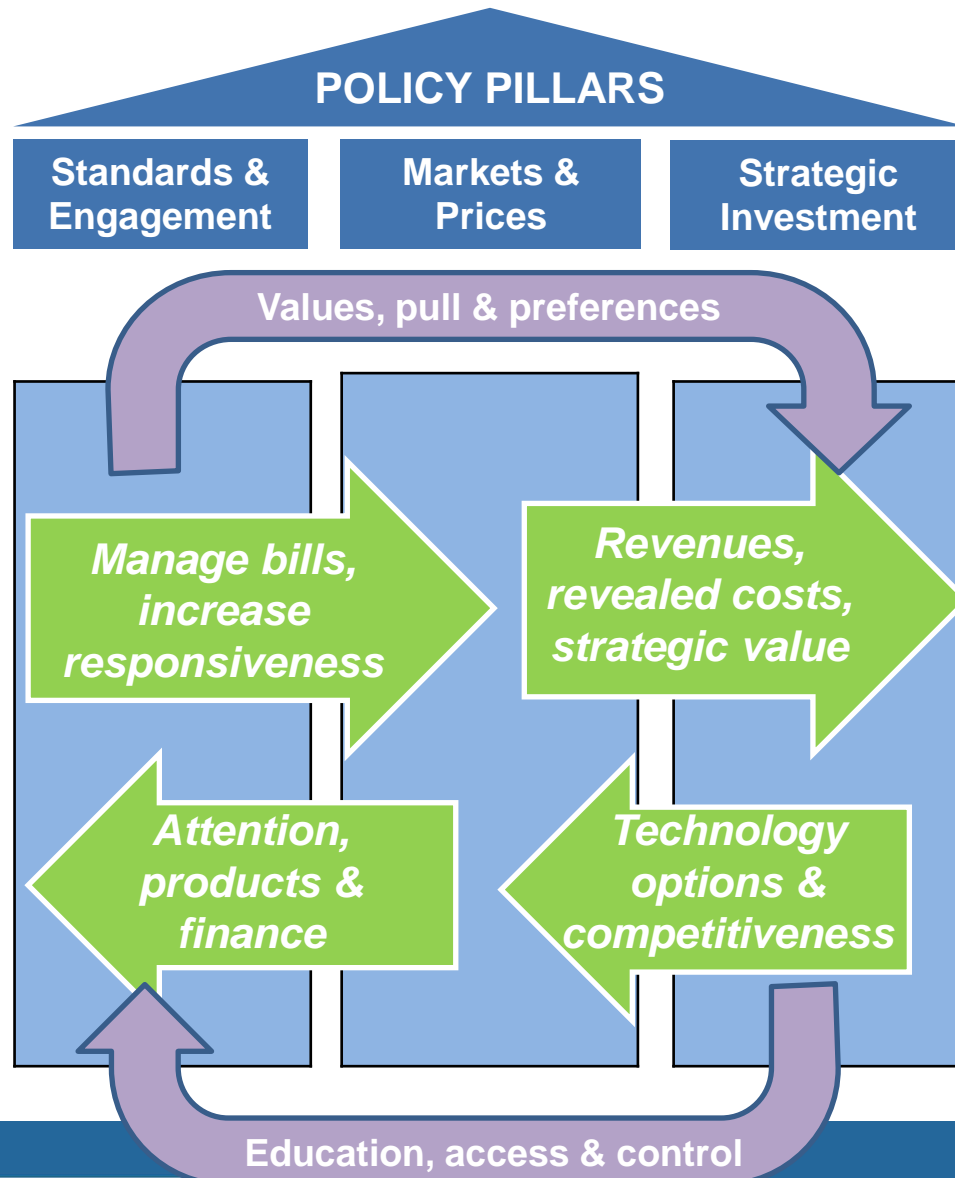 POLICY PILLARS
Standards &
Engagement
Markets &
Prices
Strategic
Investment
Values, pull & preferences
Manage bills,
increase
responsiveness
Revenues,
revealed costs,
strategic value
Attention,
products &
finance
Technology
options &
competitiveness
Education, access & control